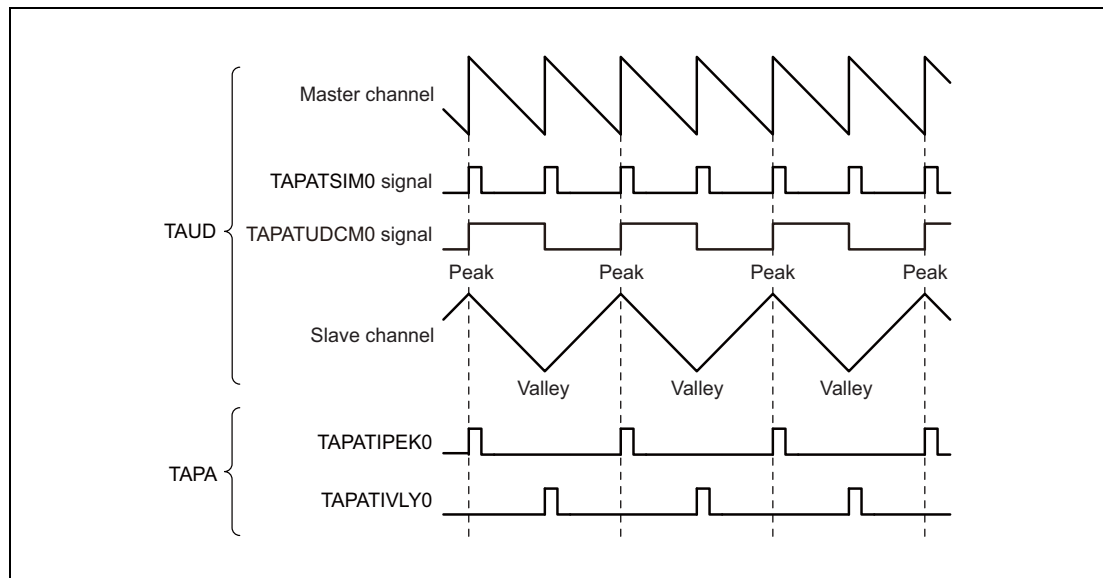 Master channel
TAPATSIM0 signal
TAUD
TAPATUDCM0 signal
Peak Peak Peak Peak
Slave channel
Valley Valley Valley
TAPATIPEK0
TAPA
TAPATIVLY0